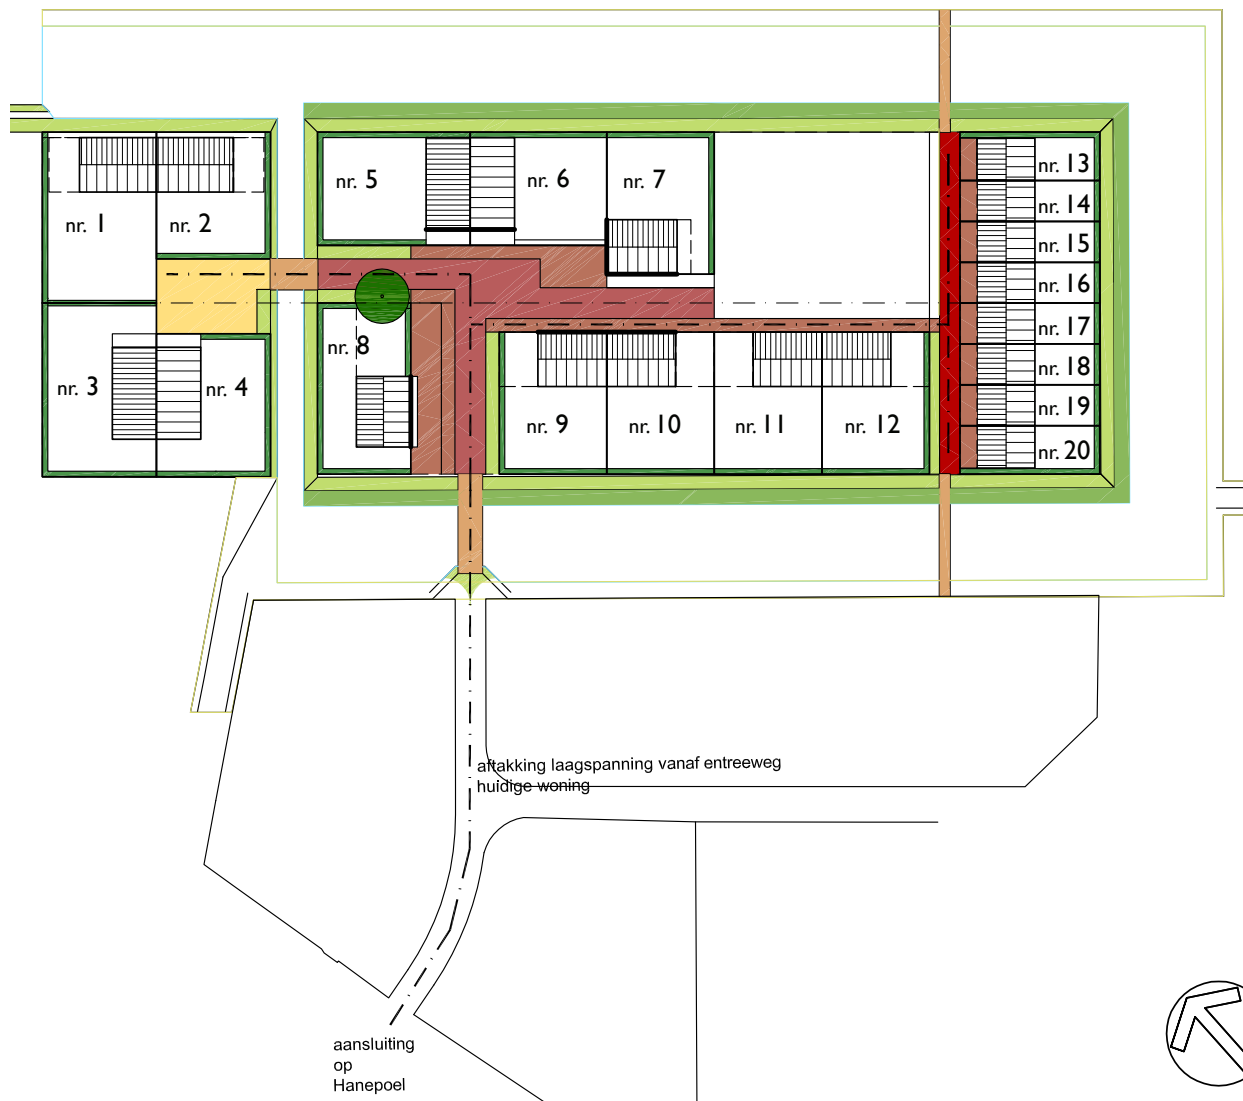 nr. 1
nr. 2
nr. 3
nr. 4
nr. 5
nr. 6
nr. 7
nr. 8
nr. 9
nr. 10
nr. 11
nr. 12
nr. 13
nr. 14
nr. 15
nr. 16
nr. 17
nr. 18
nr. 19
nr. 20
aftakking laagspanning vanaf entreeweg
huidige woning
aansluiting
op
Hanepoel